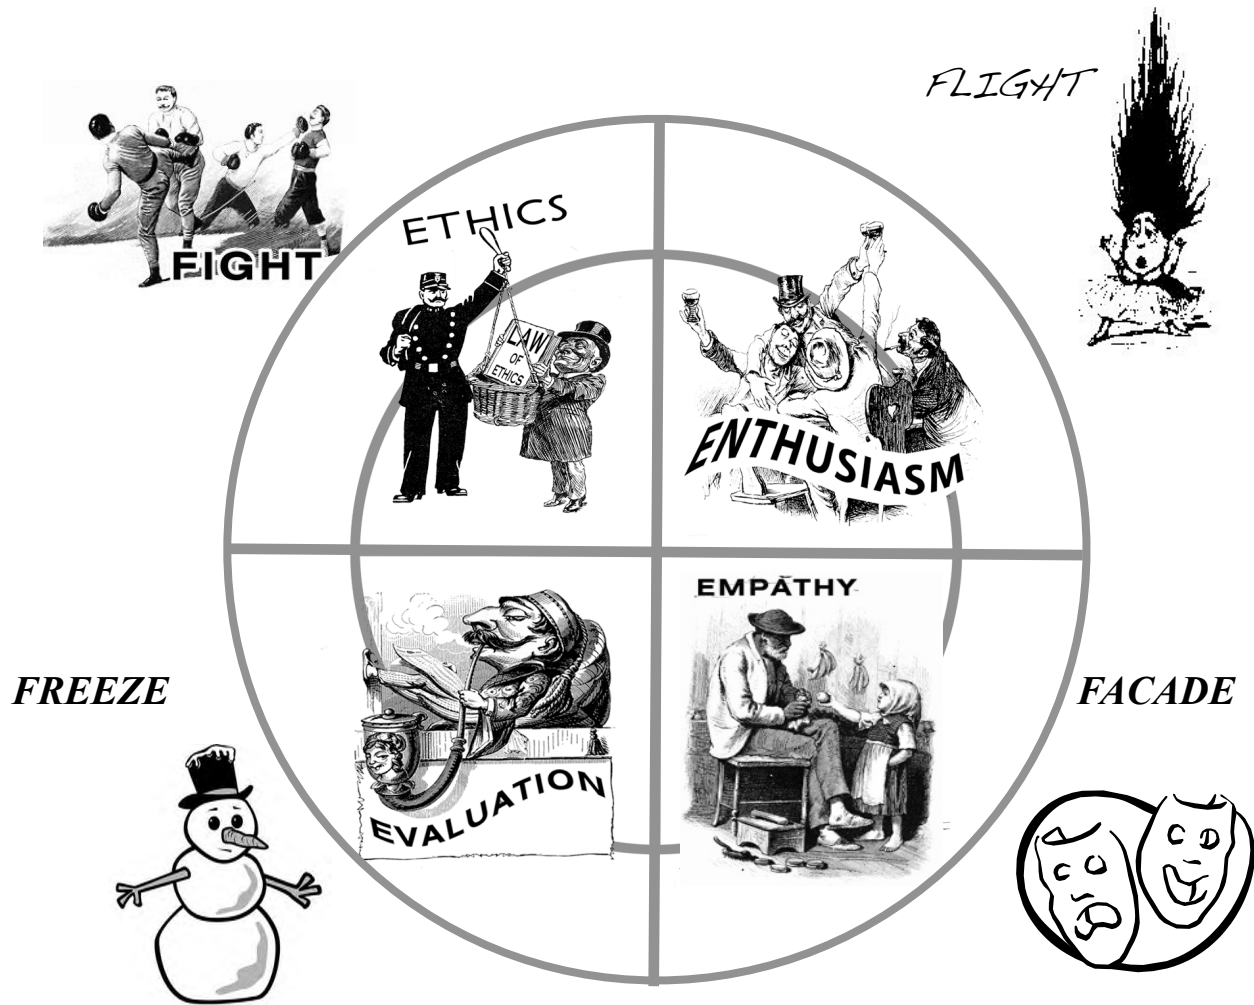 FLIGHT
FIGHT
ETHICS
LAW
OF
ETHICS
ENTHUSIASM
EMPATHY
FREEZE
FACADE
EVALUATION